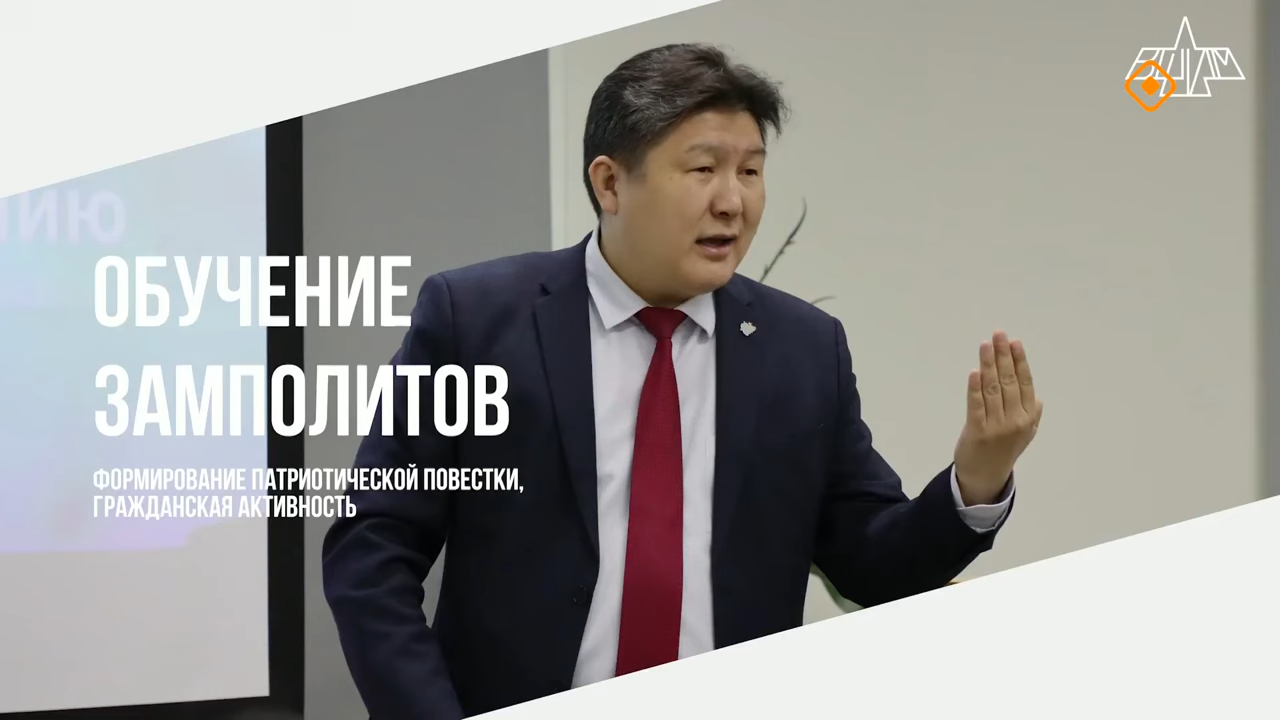 ОБУЧЕНИЕ
ЗАМПОЛИТОВ
ФОРМИРОВАНИЕ ПАТРИОТИЧЕСКОЙ ПОВЕСТКИ,
ГРАЖДАНСКАЯ АКТИВНОСТЬ